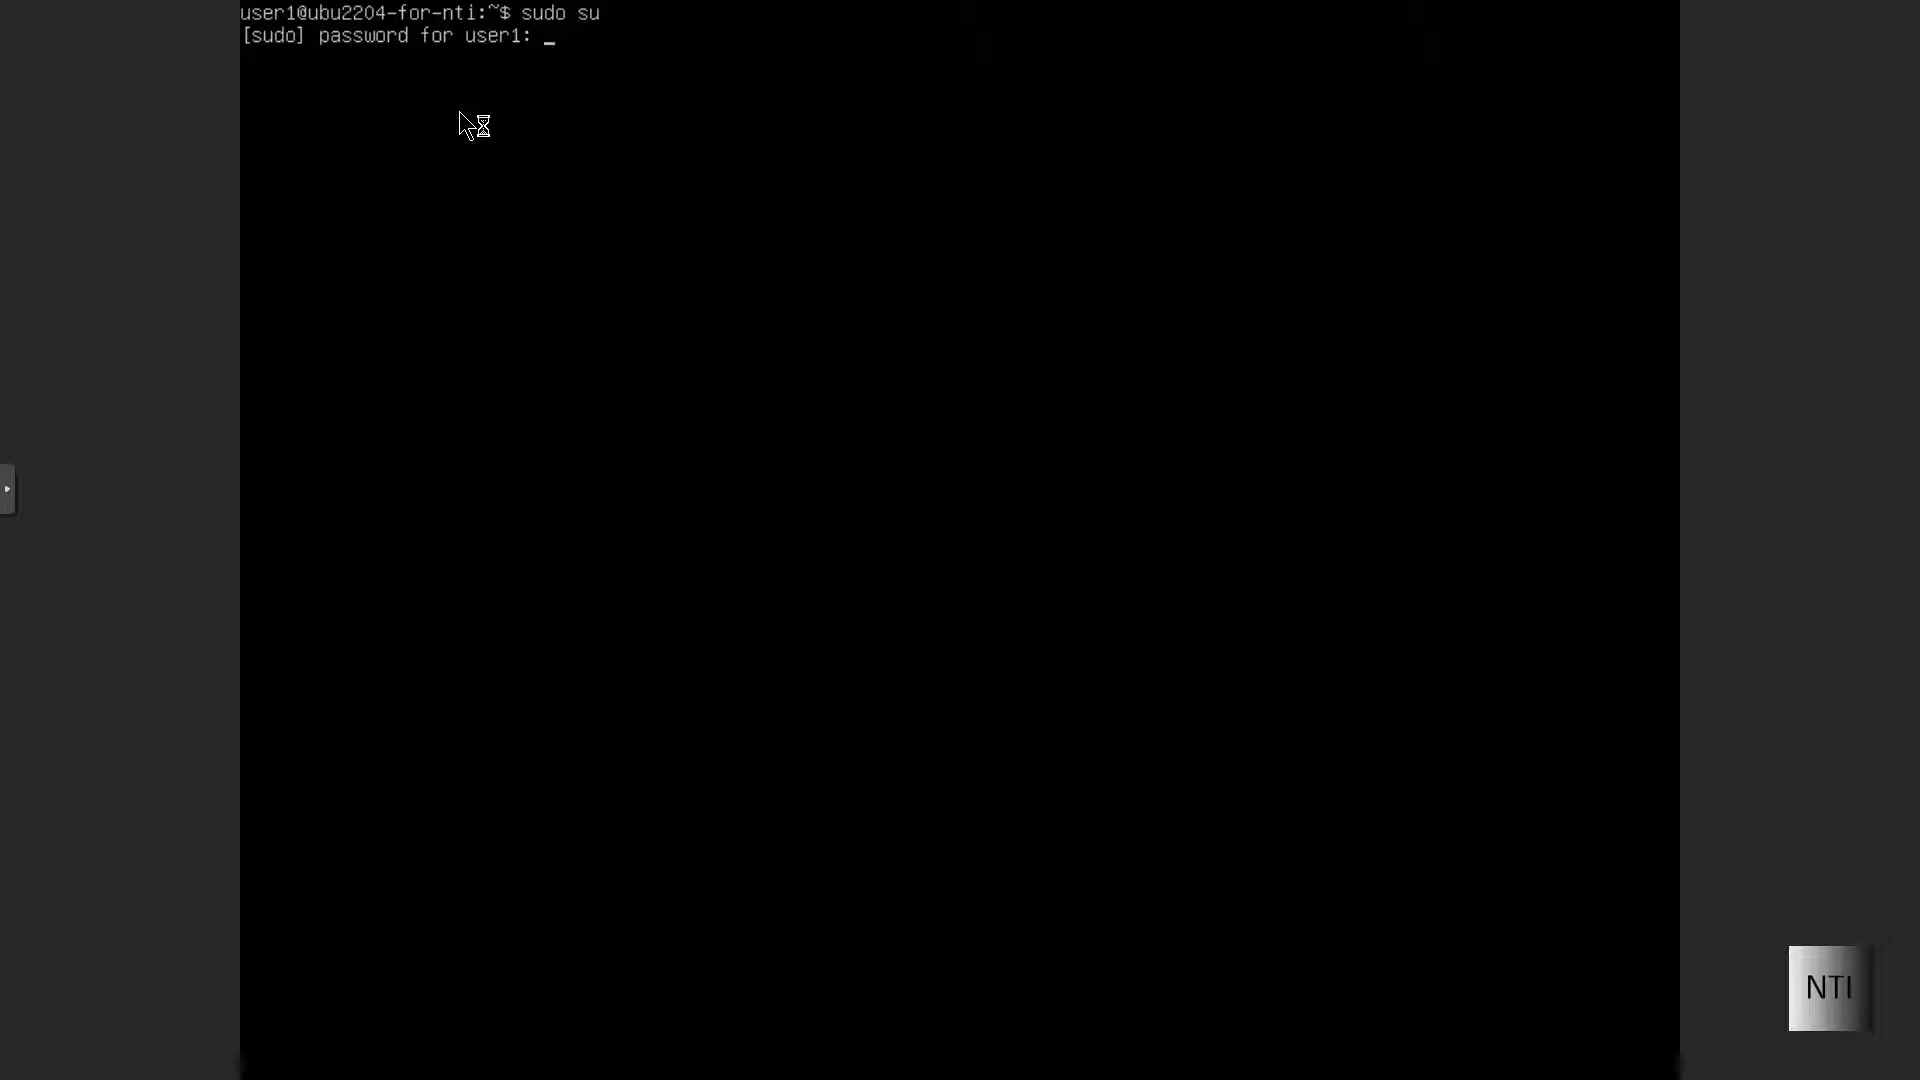 user1@ubu2204-for-nti:~$ sudo su
[sudo] password for user1: _
NTI